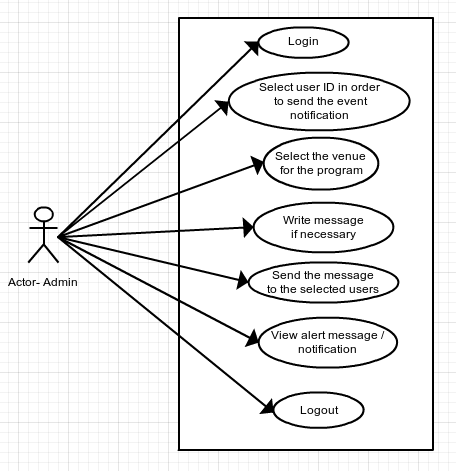 Login
Select user ID in order
to send the event
notification
Select the venue
for the program
Write message
if necessary
Actor- Admin
Send the message
to the selected users
View alert message /
notification
Logout